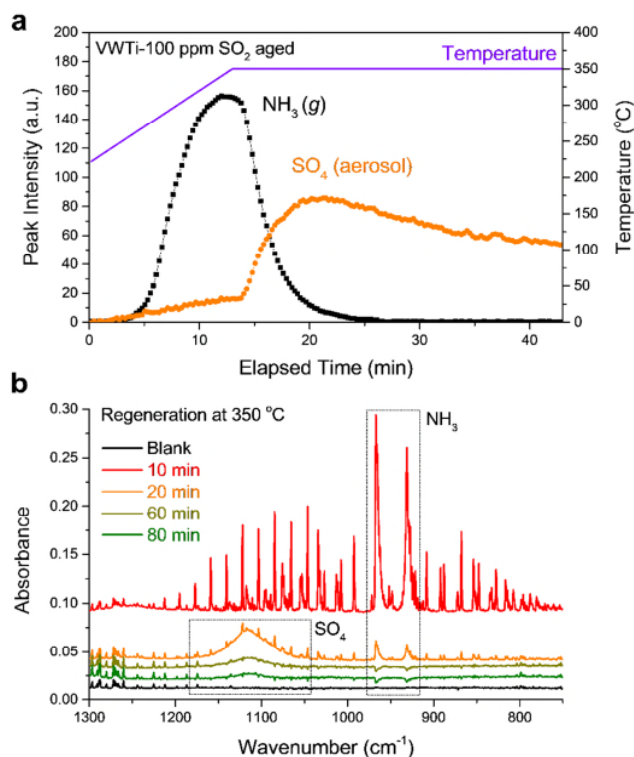 a
VWTi-100 ppm SO2 aged
Temperature
NH3 (g)
SO4 (aerosol)
Peak Intensity (a.u.)
200
180
160
140
120
100
80
60
40
20
0
Temperature (°C)
400
350
300
250
200
150
100
50
0
0 10 20 30 40
Elapsed Time (min)
b
Regeneration at 350 °C
Blank
10 min
20 min
60 min
80 min
NH3
SO4
Absorbance
0.30
0.25
0.20
0.15
0.10
0.05
0.00
1300 1200 1100 1000 900 800
Wavenumber (cm-1)